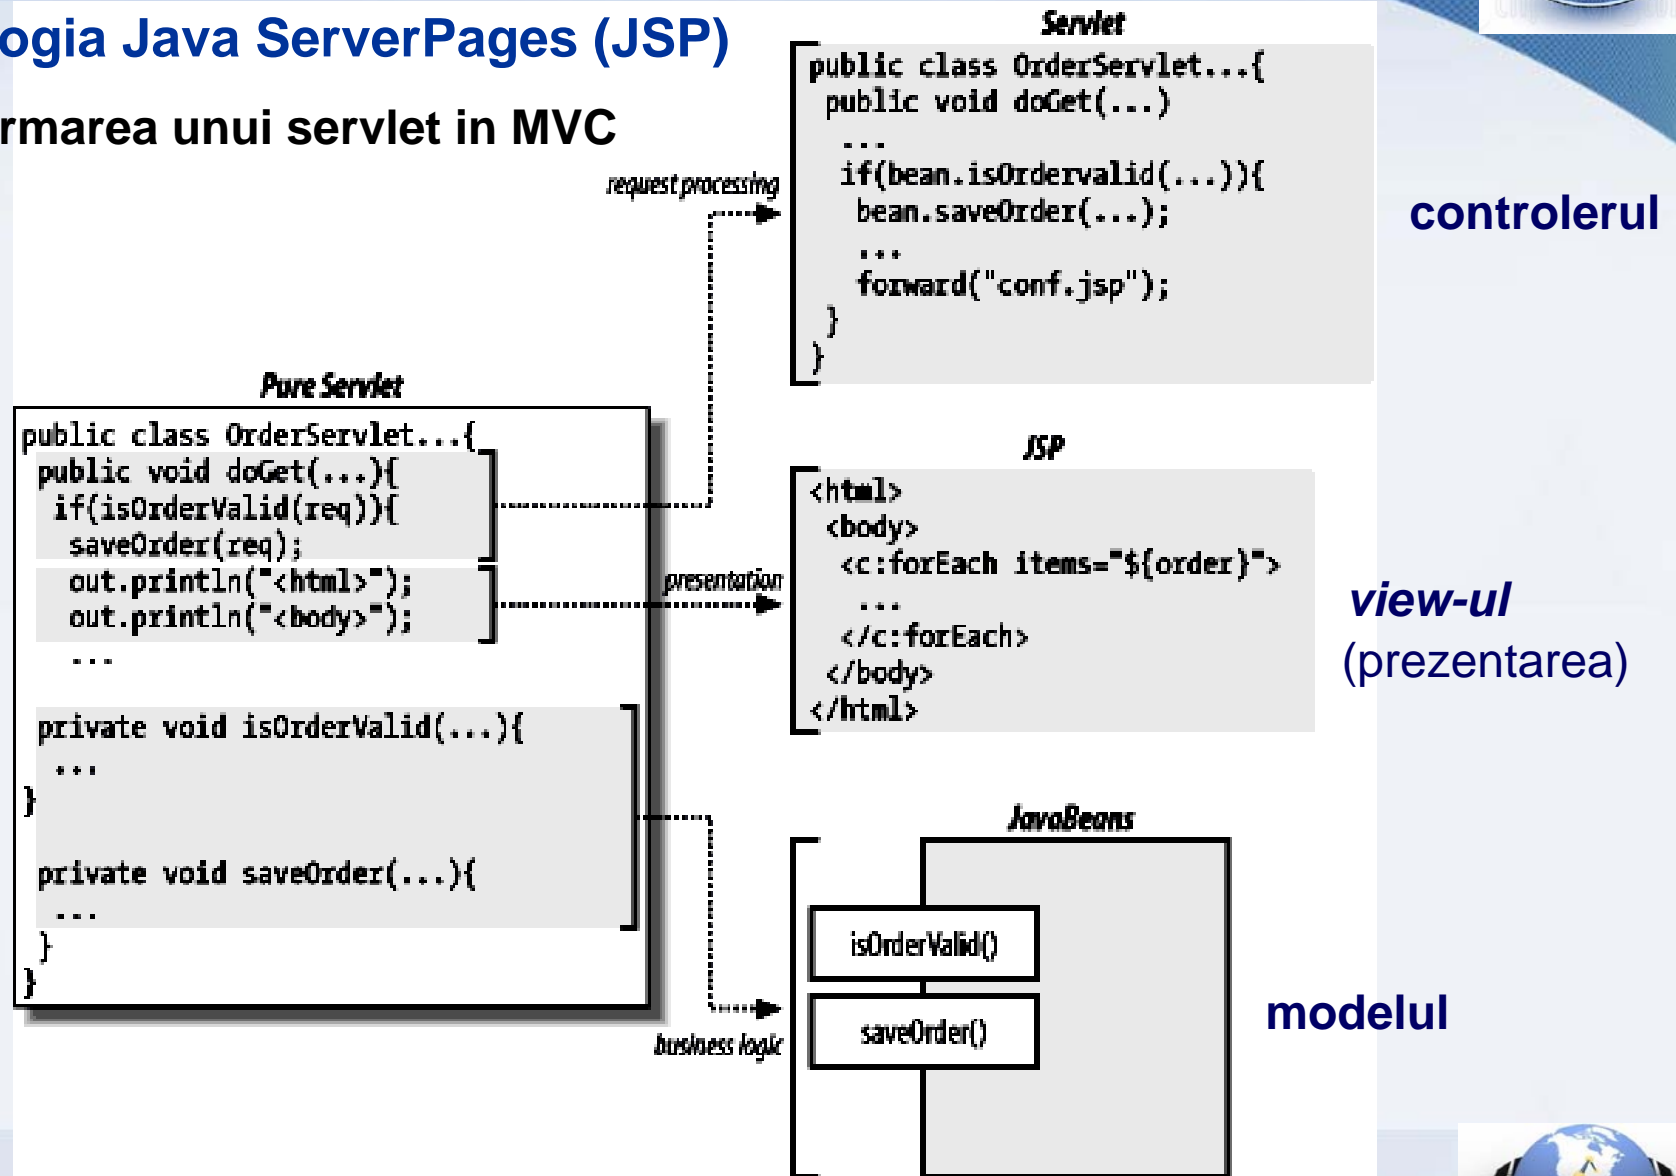 ogia Java ServerPages (JSP)
rmarea unui servlet in MVC
Servlet
public class OrderServlet...{
public void doGet(...)
...
if(bean.isOrdervalid(...)){
bean.saveOrder(...);
...
forward("conf.jsp");
}
}
controlerul
request processing
Pure Servlet
public class OrderServlet...{
public void doGet(...){
if(isOrderValid(req)){
saveOrder(req);
out.println("<html>");
out.println("<body>");
...
private void isOrderValid(...){
...
}
private void saveOrder(...){
...
}
}
presentation
JSP
<html>
<body>
<c:forEach items="${order}">
...
</c:forEach>
</body>
</html>
view-ul
(prezentarea)
business logic
JavaBeans
isOrderValid()
saveOrder()
modelul